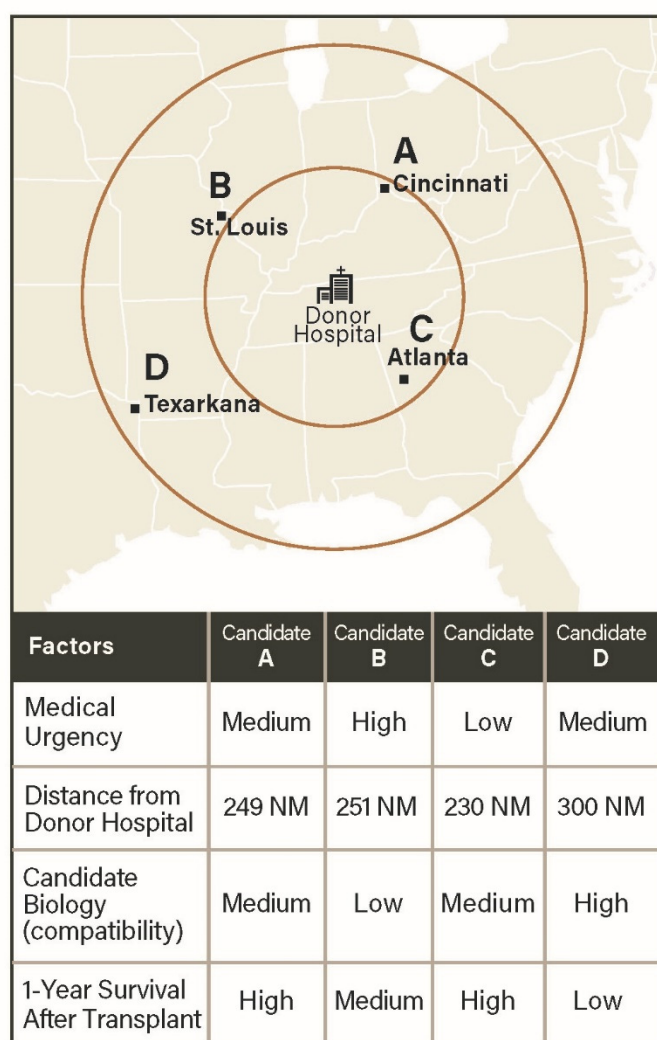 A
Cincinnati
B
St. Louis
Donor
Hospital
C
Atlanta
D
Texarkana
Factors
Candidate
A
Candidate
B
Candidate
C
Candidate
D
Medical
Urgency
Medium
High
Low
Medium
Distance from
Donor Hospital
249 NM
251 NM
230 NM
300 NM
Candidate
Biology
(compatibility)
Medium
Low
Medium
High
1-Year Survival
After Transplant
High
Medium
High
Low